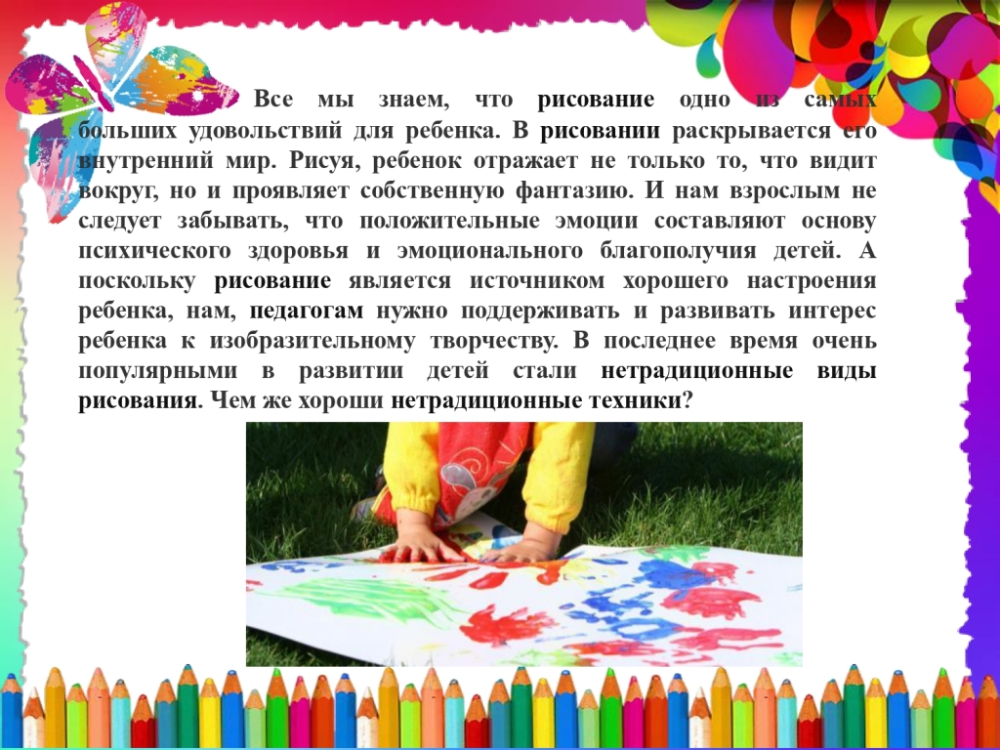 Все мы знаем, что рисование одно из самых
больших удовольствий для ребенка. В рисовании раскрывается его
внутренний мир. Рисуя, ребенок отражает не только то, что видит
вокруг, но и проявляет собственную фантазию. И нам взрослым не
следует забывать, что положительные эмоции составляют основу
психического здоровья и эмоционального благополучия детей. А
поскольку рисование является источником хорошего настроения
ребенка, нам, педагогам нужно поддерживать и развивать интерес
ребенка к изобразительному творчеству. В последнее время очень
популярными в развитии детей стали нетрадиционные виды
рисования. Чем же хороши нетрадиционные техники?